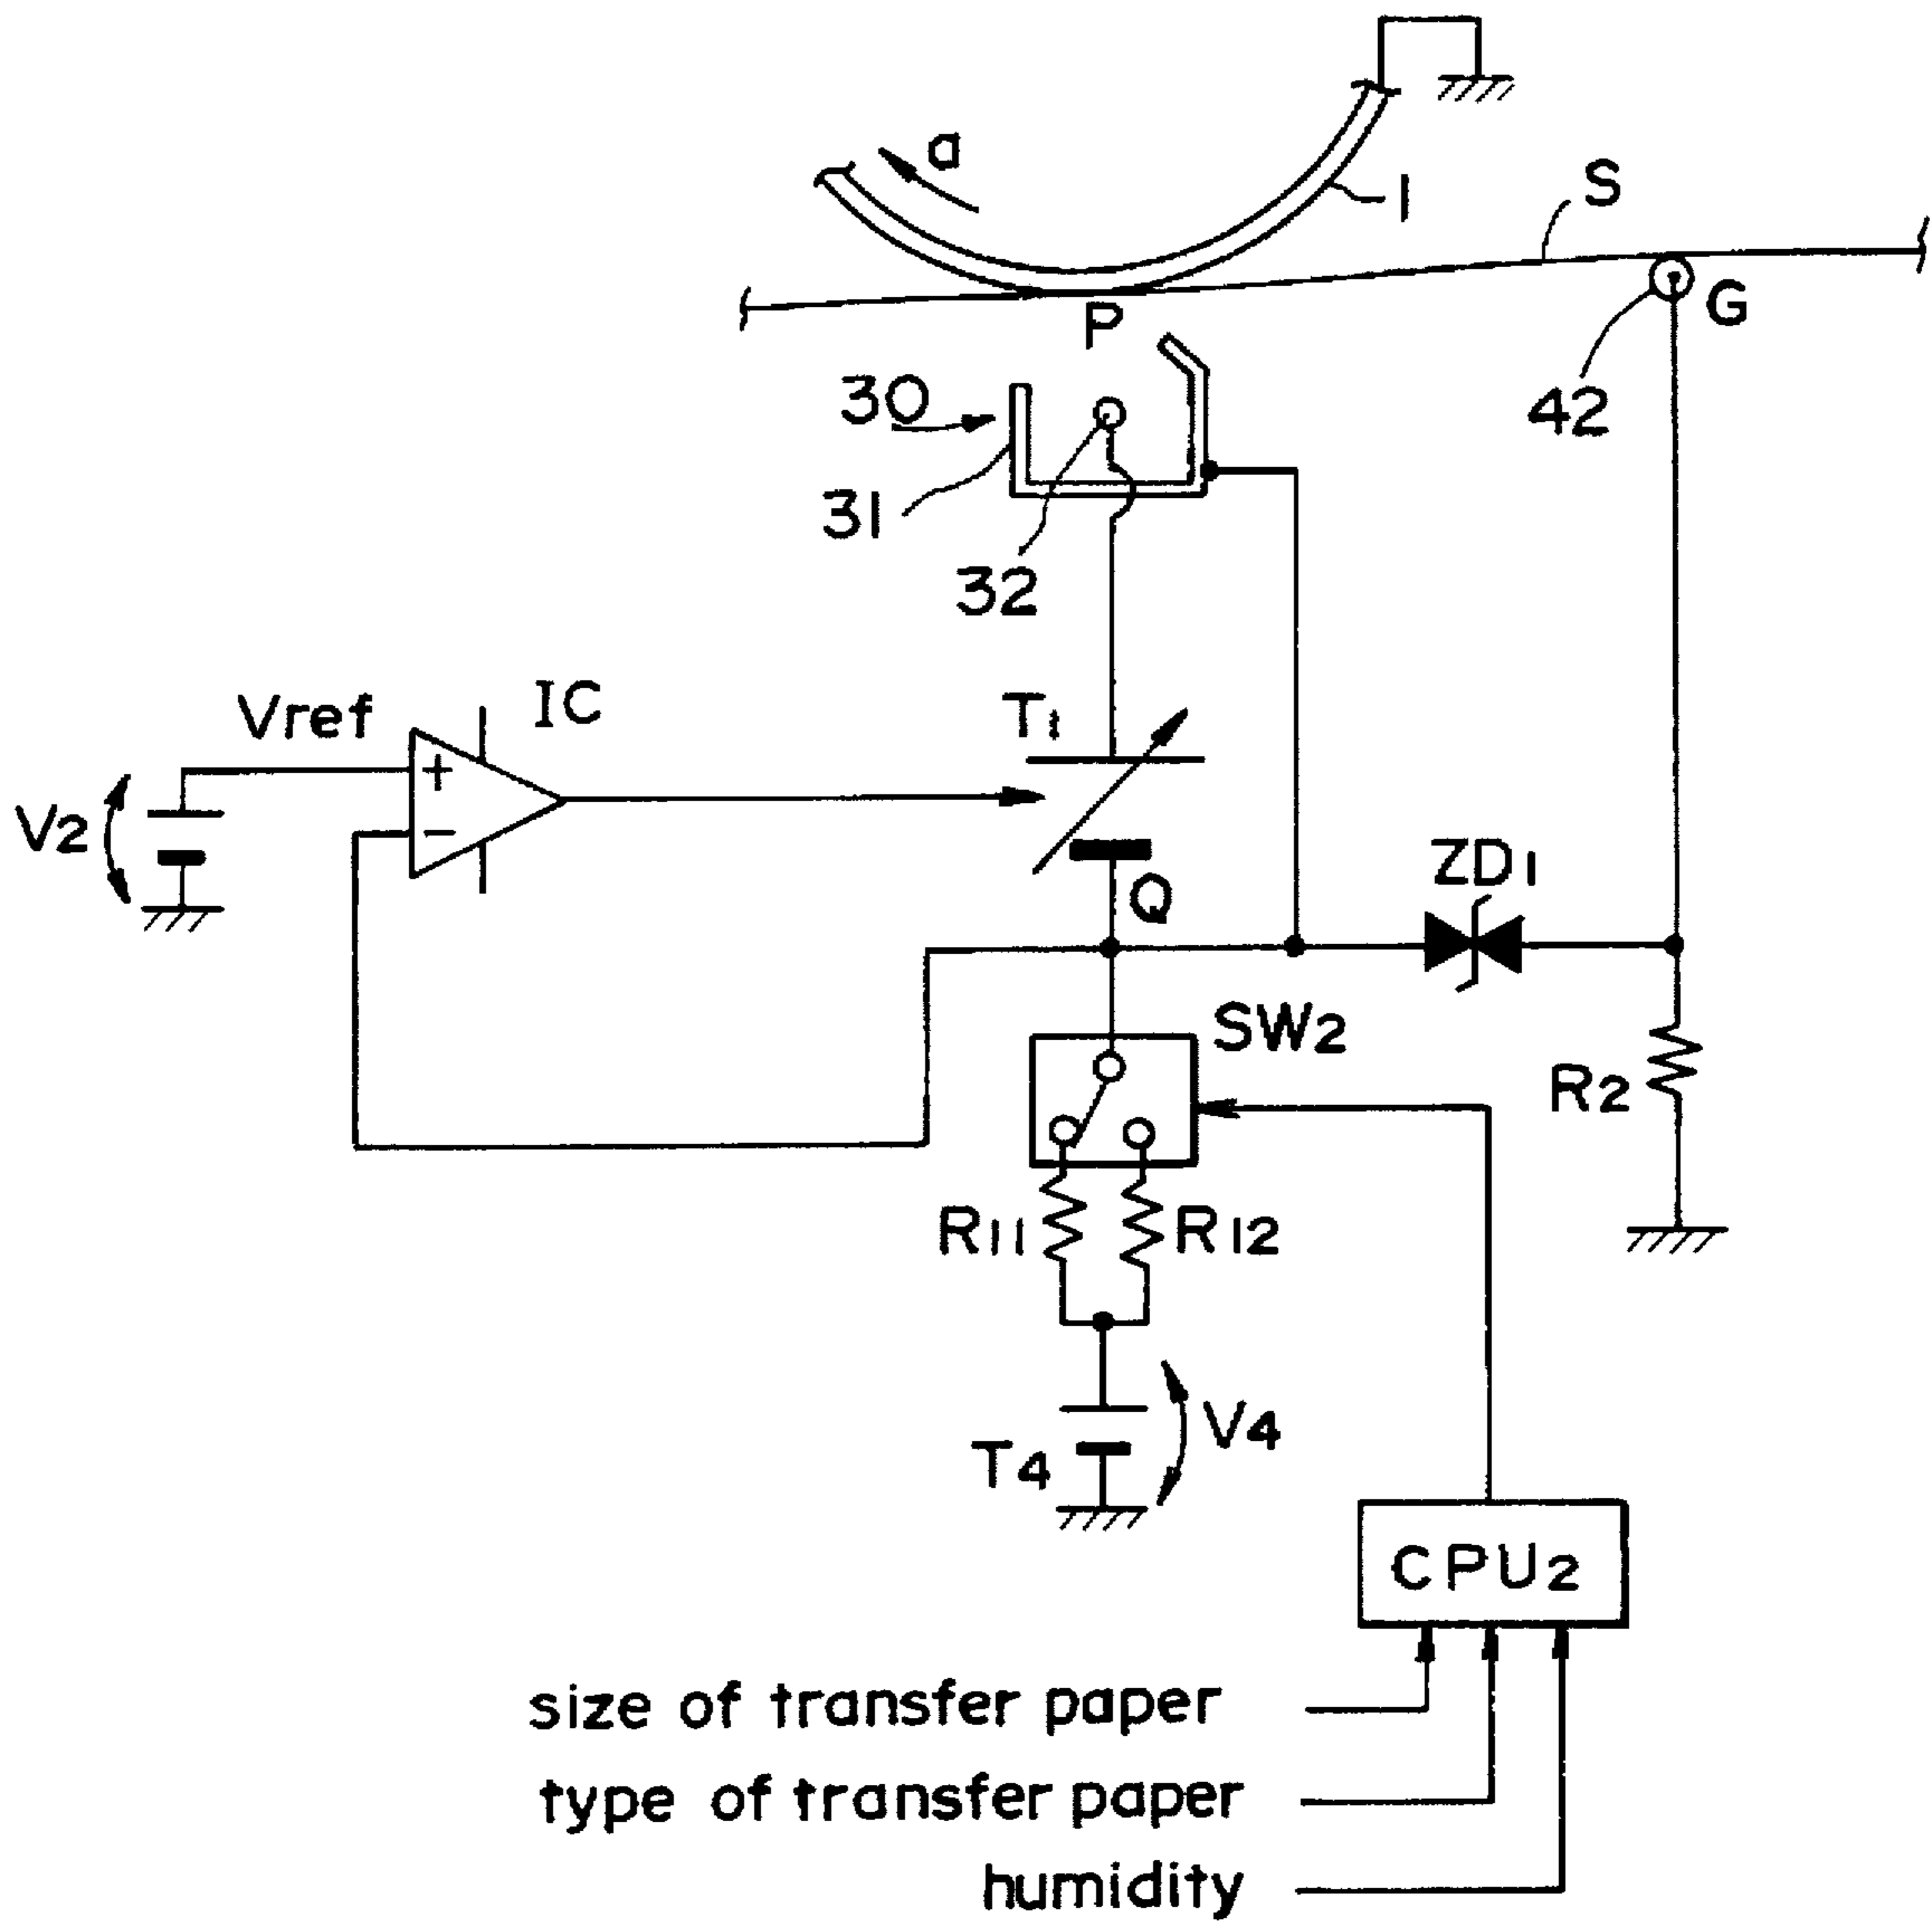 a
1
S
P
G
30
42
31
32
Vref
IC
T1
+
V2
−
Q
ZD1
SW2
R2
R11
R12
V4
T4
CPU2
size of transfer paper
type of transfer paper
humidity